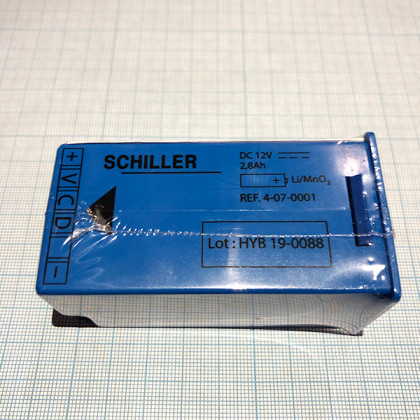 SCHILLER
DC 12V
2,8Ah
+ Li/MnO₂
REF. 4-07-0001
Lot : HYB 19-0088
+
V
C
D
-